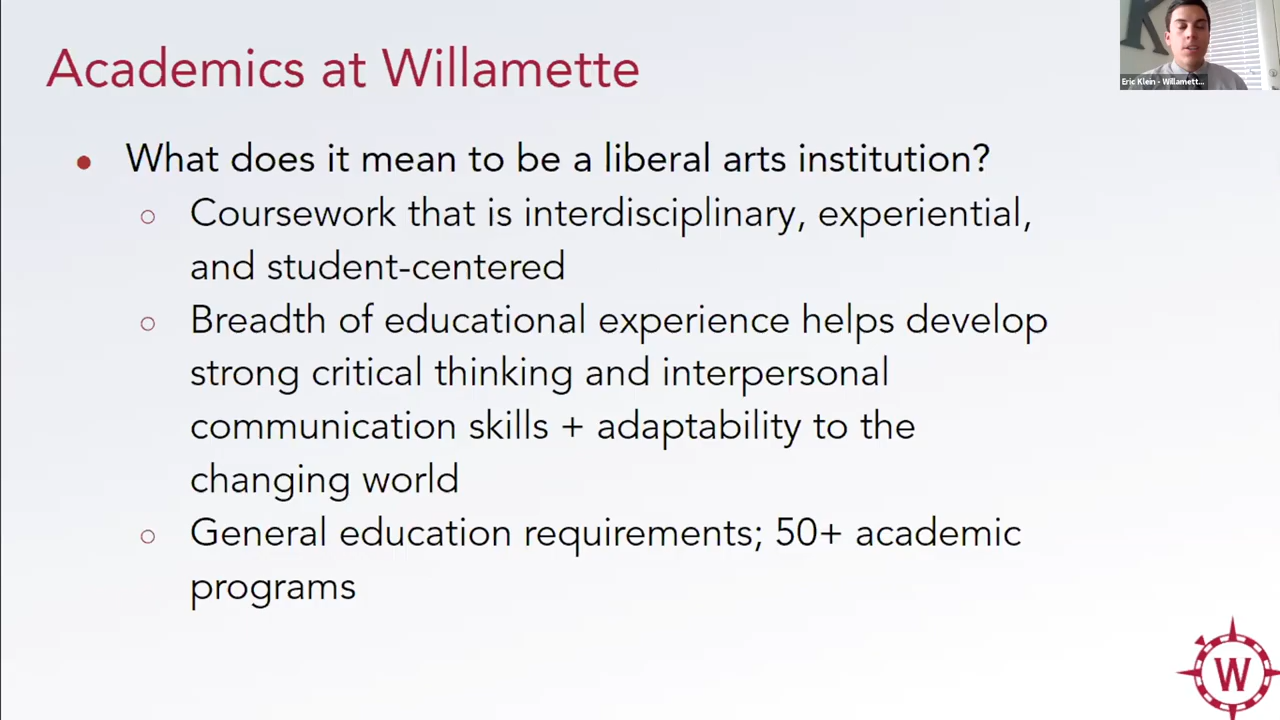 Academics at Willamette
Eric Klein - Willamett...
• What does it mean to be a liberal arts institution?
○ Coursework that is interdisciplinary, experiential,
and student-centered
○ Breadth of educational experience helps develop
strong critical thinking and interpersonal
communication skills + adaptability to the
changing world
○ General education requirements; 50+ academic
programs
W